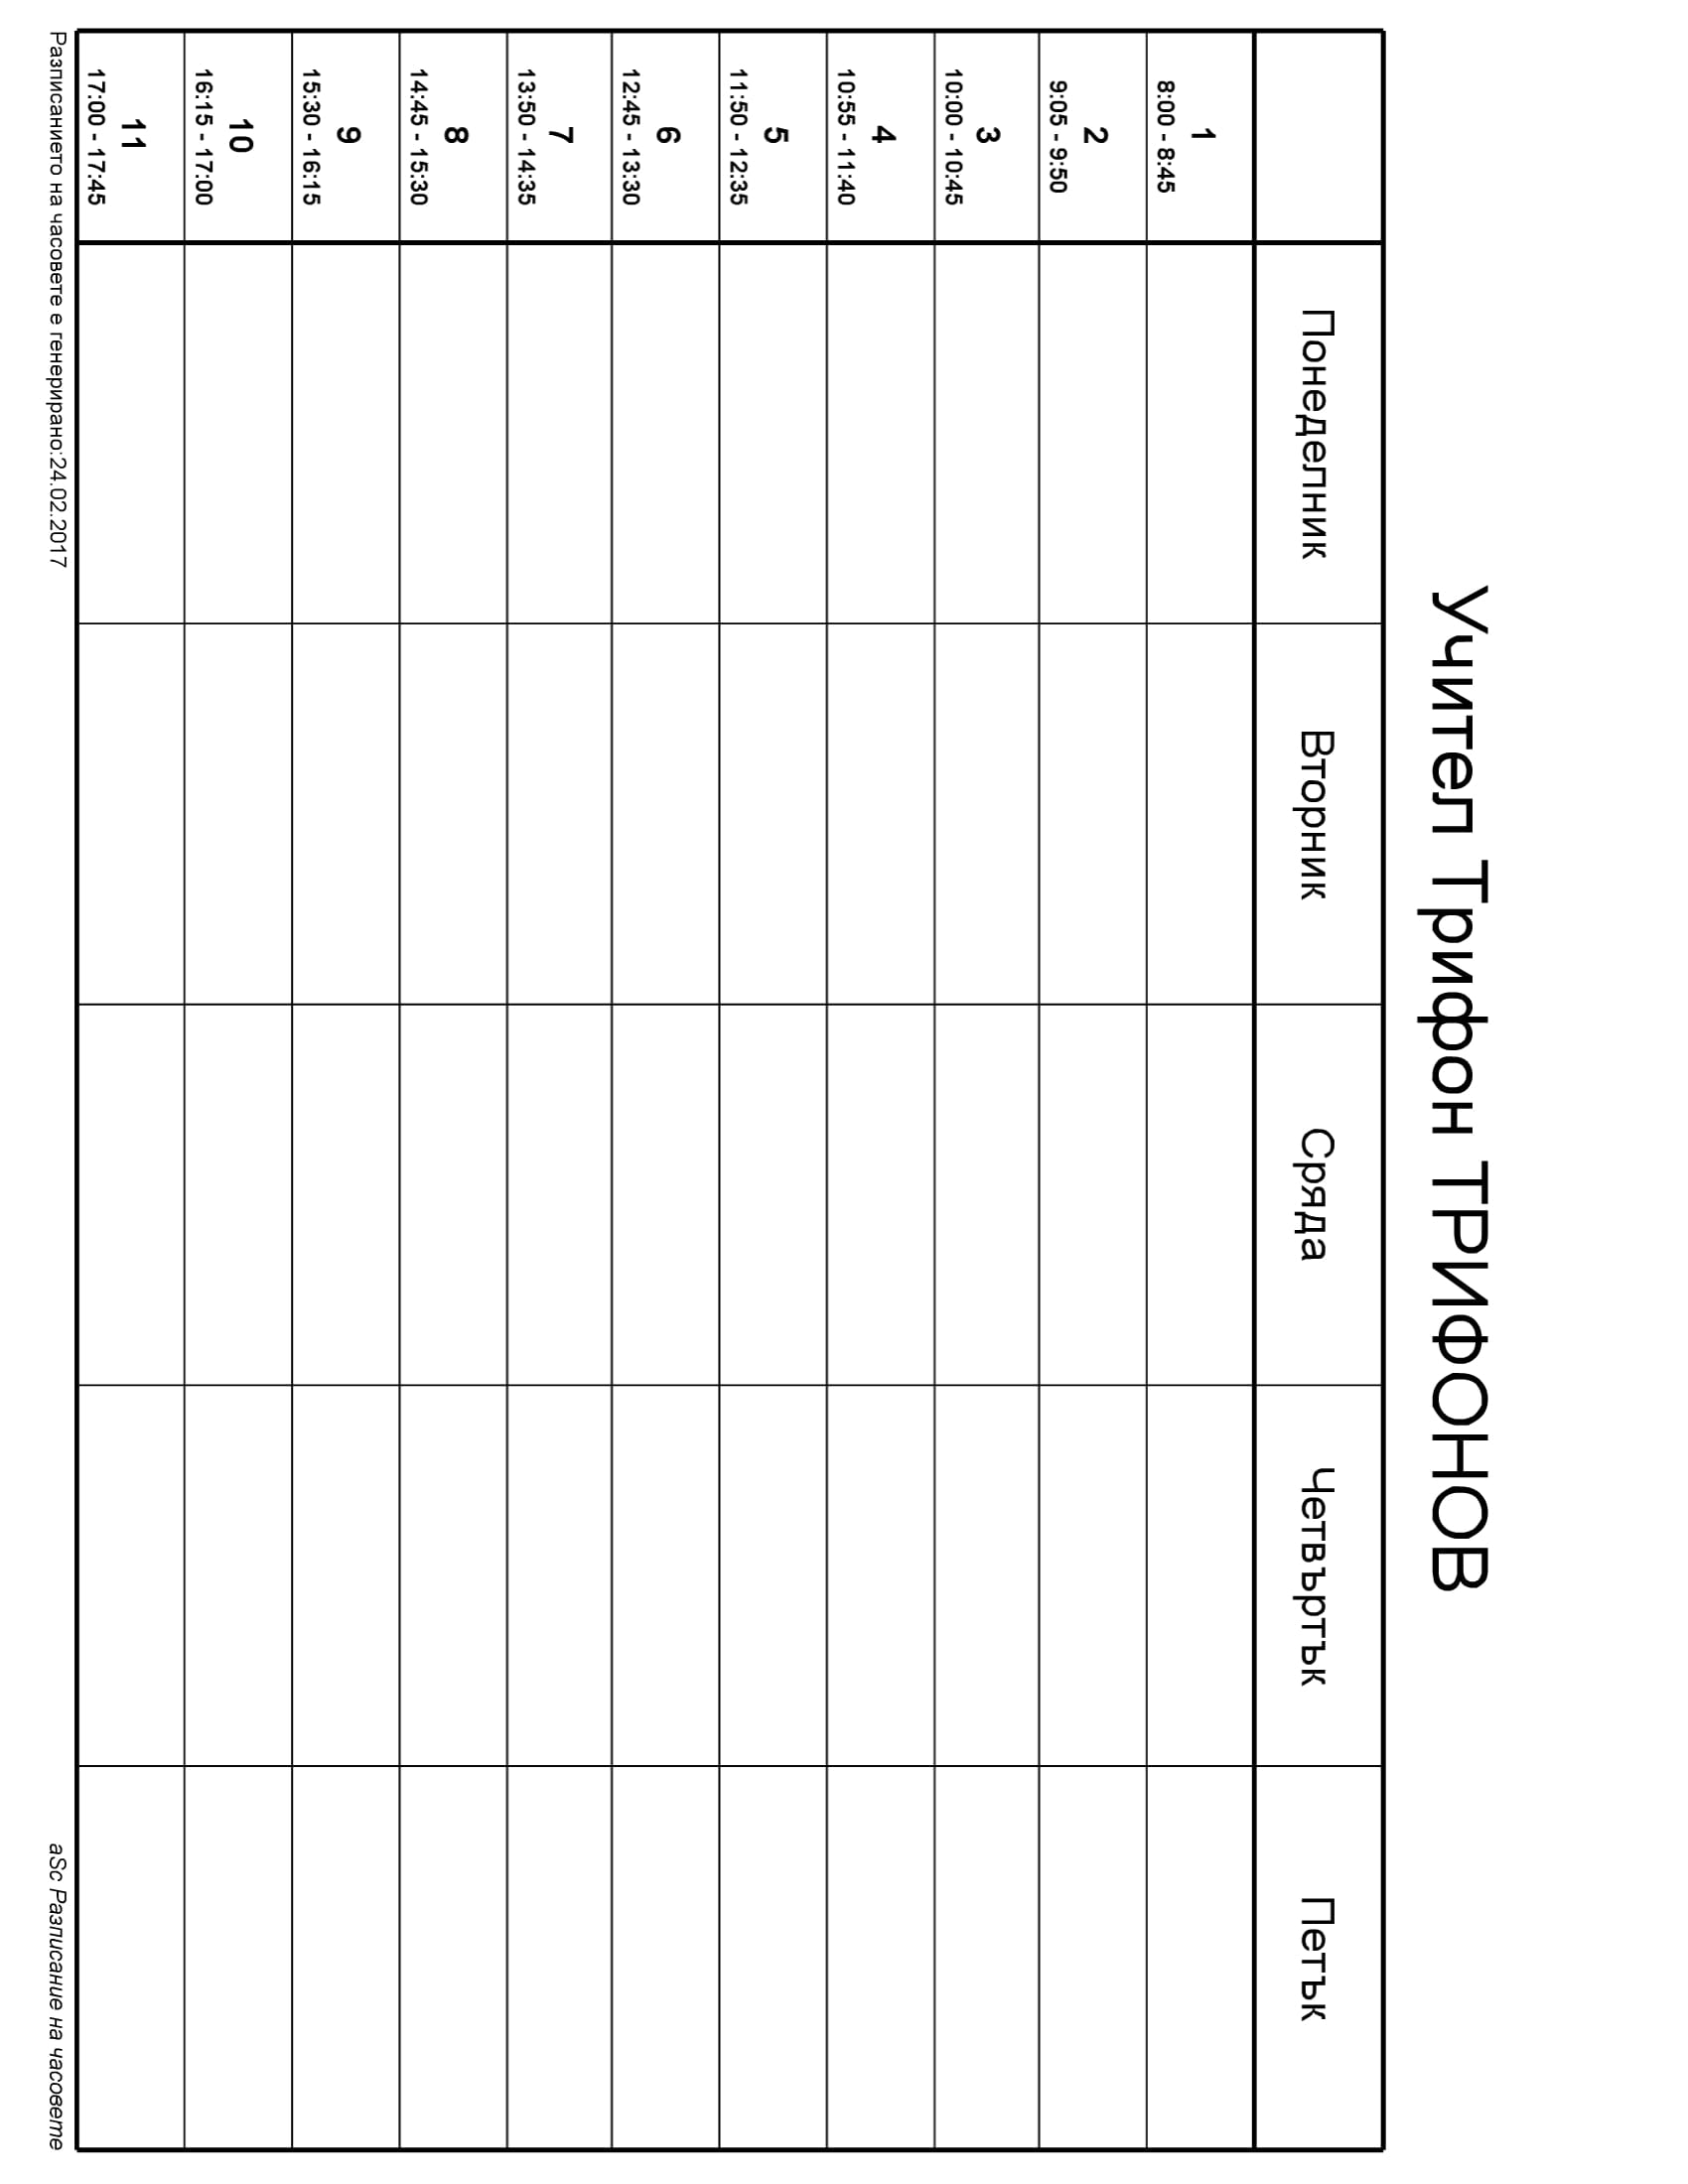 Учител Трифон ТРИФОНОВ
Понеделник Вторник Сряда Четвъртък Петък
1
8:00 - 8:45
2
9:05 - 9:50
3
10:00 - 10:45
4
10:55 - 11:40
5
11:50 - 12:35
6
12:45 - 13:30
7
13:50 - 14:35
8
14:45 - 15:30
9
15:30 - 16:15
10
16:15 - 17:00
11
17:00 - 17:45
Разписанието на часовете е генерирано:24.02.2017 aSc Разписание на часовете